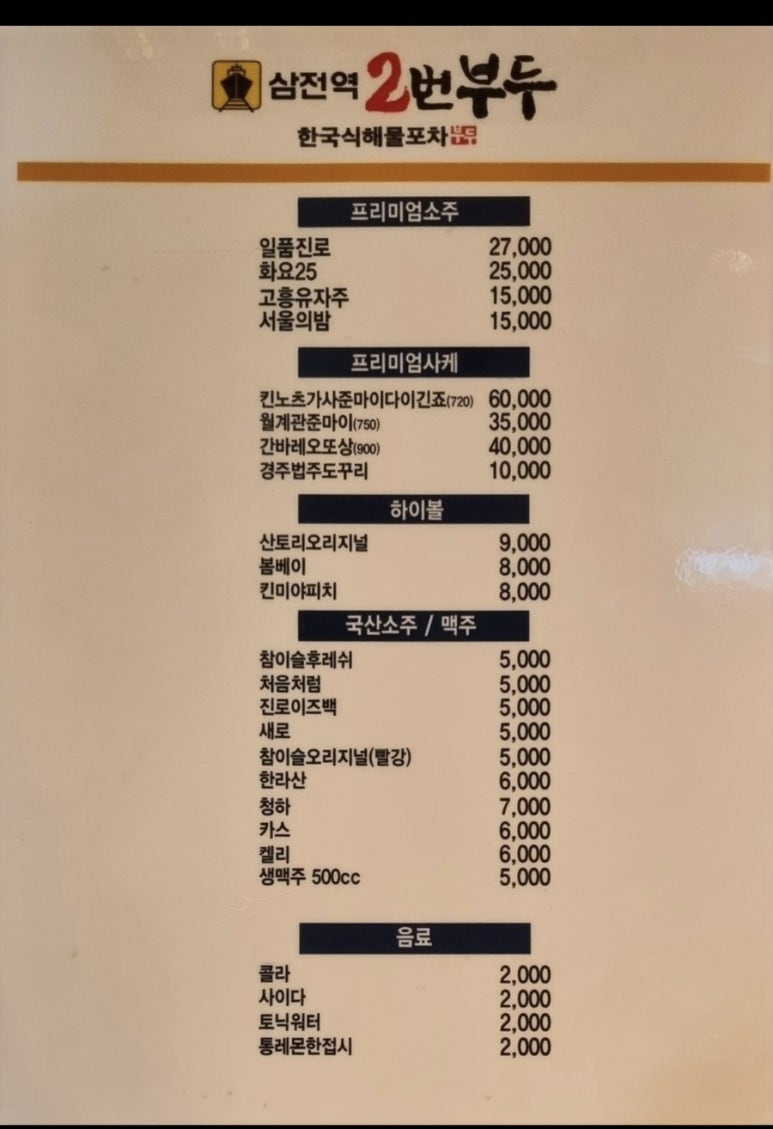 삼전역 2번부두
한국식해물포차 부두
프리미엄소주
일품진로 27,000
화요25 25,000
고흥유자주 15,000
서울의밤 15,000
프리미엄사케
킨노츠가사준마이다이긴죠(720) 60,000
월계관준마이(750) 35,000
간바레오또상(900) 40,000
경주법주도꾸리 10,000
하이볼
산토리오리지널 9,000
봄베이 8,000
킨미야피치 8,000
국산소주 / 맥주
참이슬후레쉬 5,000
처음처럼 5,000
진로이즈백 5,000
새로 5,000
참이슬오리지널(빨강) 5,000
한라산 6,000
청하 7,000
카스 6,000
켈리 6,000
생맥주 500cc 5,000
음료
콜라 2,000
사이다 2,000
토닉워터 2,000
통레몬한접시 2,000